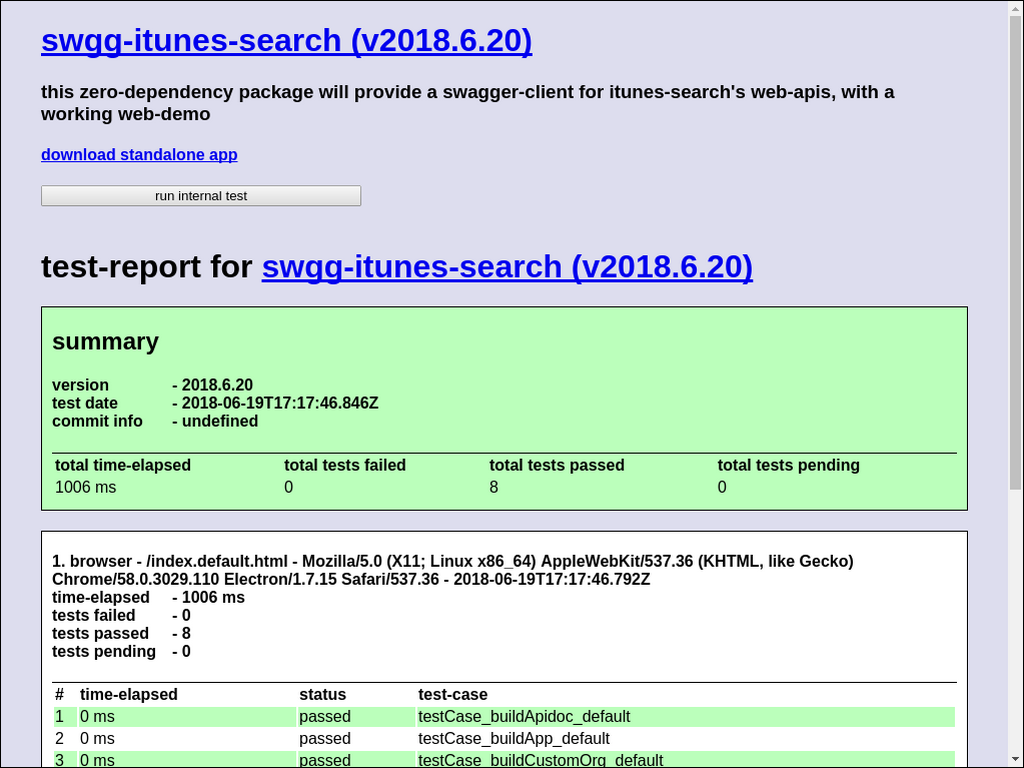 swgg-itunes-search (v2018.6.20)
this zero-dependency package will provide a swagger-client for itunes-search's web-apis, with a
working web-demo
download standalone app
run internal test
test-report for swgg-itunes-search (v2018.6.20)
summary
version - 2018.6.20
test date - 2018-06-19T17:17:46.846Z
commit info - undefined
total time-elapsed total tests failed total tests passed total tests pending
1006 ms 0 8 0
1. browser - /index.default.html - Mozilla/5.0 (X11; Linux x86_64) AppleWebKit/537.36 (KHTML, like Gecko)
Chrome/58.0.3029.110 Electron/1.7.15 Safari/537.36 - 2018-06-19T17:17:46.792Z
time-elapsed - 1006 ms
tests failed - 0
tests passed - 8
tests pending - 0
# time-elapsed status test-case
1 0 ms passed testCase_buildApidoc_default
2 0 ms passed testCase_buildApp_default
3 0 ms passed testCase_buildCustomOrg_default